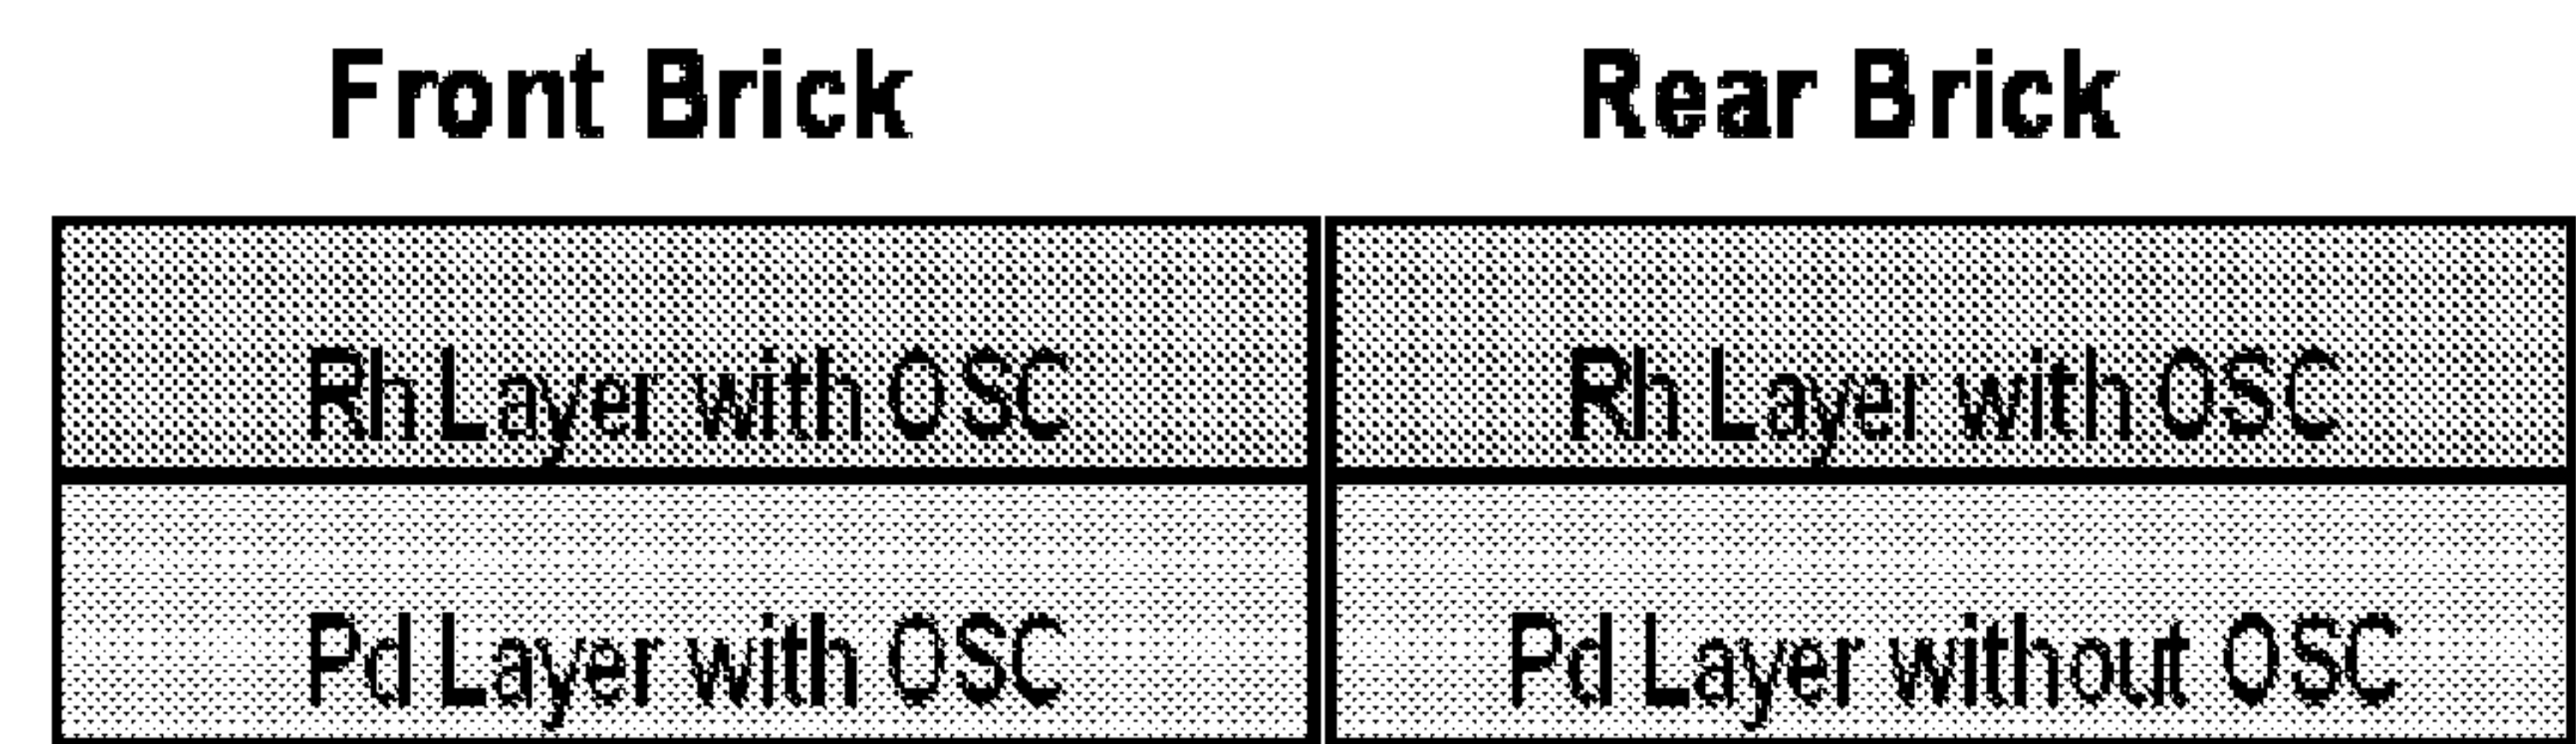 Front Brick
Rear Brick
Rh Layer with OSC
Rh Layer with OSC
Pd Layer with OSC
Pd Layer without OSC